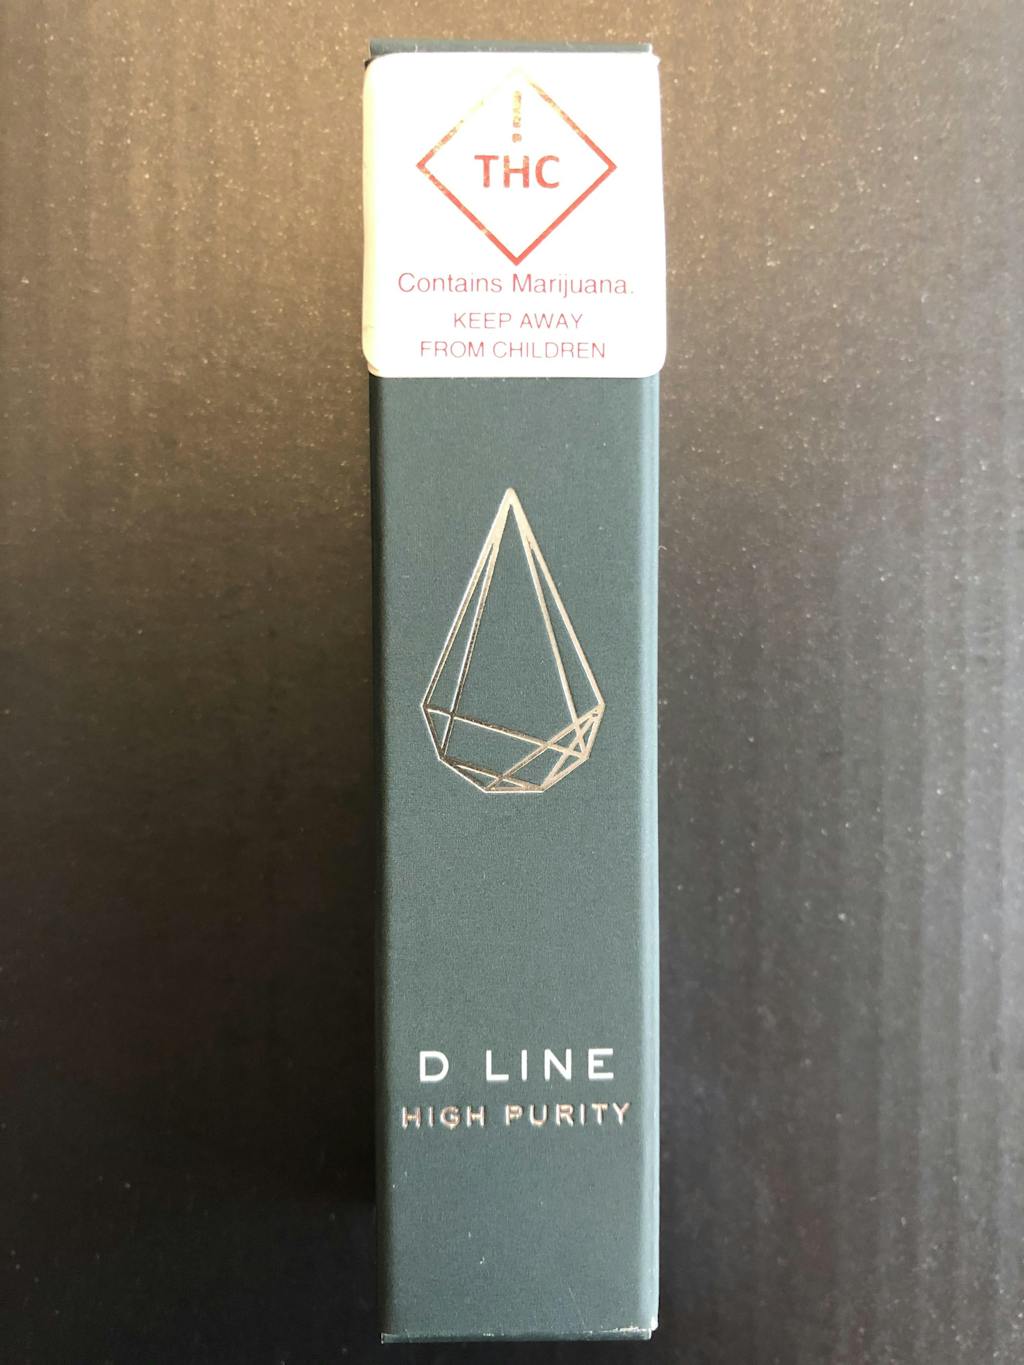 !
THC
Contains Marijuana.
KEEP AWAY
FROM CHILDREN
D LINE
HIGH PURITY